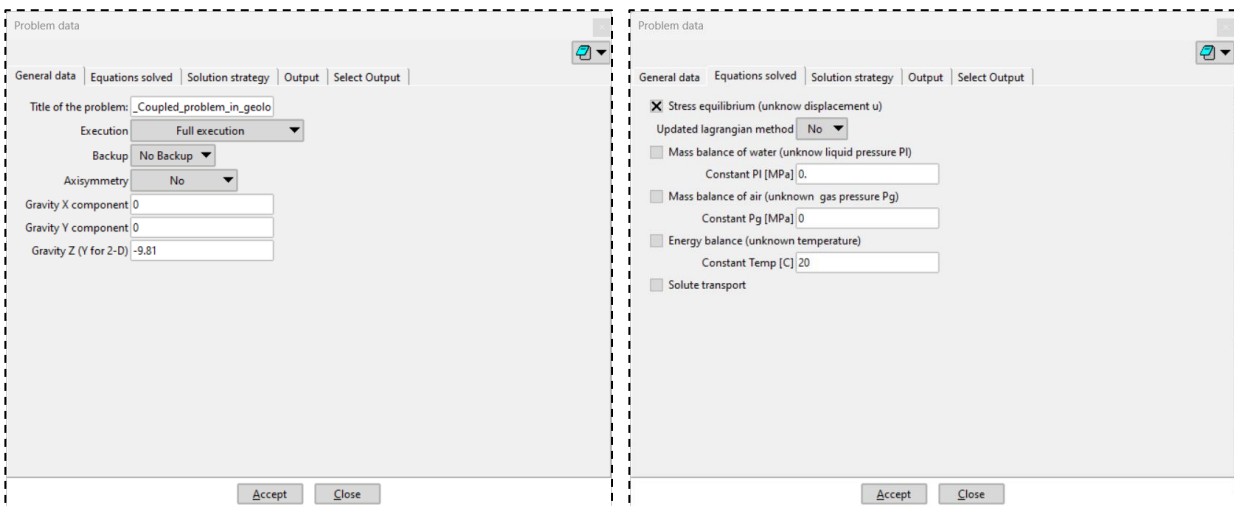 Problem data
General data Equations solved Solution strategy Output Select Output
Title of the problem: _Coupled_problem_in_geolo
Execution Full execution
Backup No Backup
Axisymmetry No
Gravity X component 0
Gravity Y component 0
Gravity Z (Y for 2-D) -9.81
Accept Close
Problem data
General data Equations solved Solution strategy Output Select Output
Stress equilibrium (unknow displacement u)
Updated lagrangian method No
Mass balance of water (unknow liquid pressure Pl)
Constant Pl [MPa] 0.
Mass balance of air (unknown gas pressure Pg)
Constant Pg [MPa] 0
Energy balance (unknown temperature)
Constant Temp [C] 20
Solute transport
Accept Close